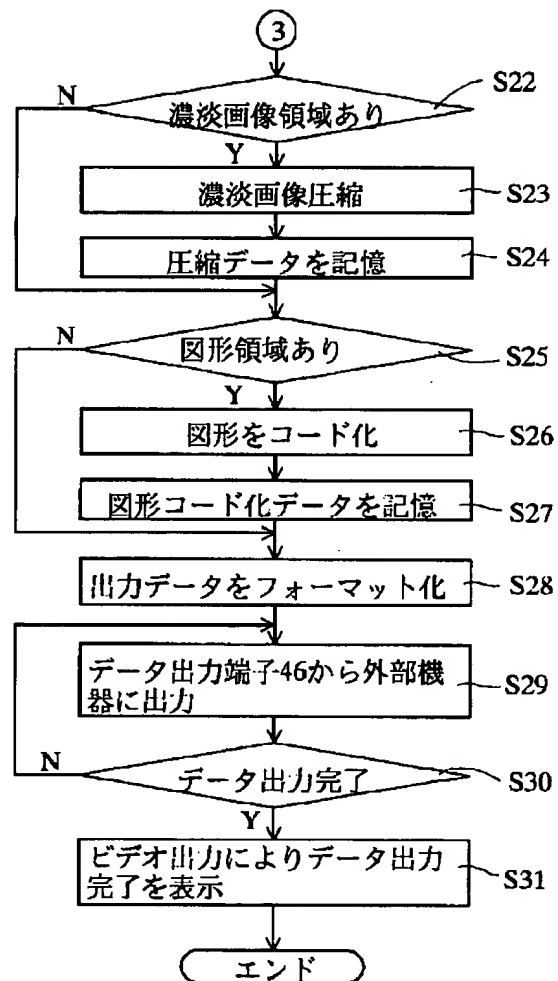 3
濃淡画像領域あり
S22
N
Y
濃淡画像圧縮
S23
圧縮データを記憶
S24
図形領域あり
S25
N
Y
図形をコード化
S26
図形コード化データを記憶
S27
出力データをフォーマット化
S28
データ出力端子46から外部機
器に出力
S29
データ出力完了
S30
N
Y
ビデオ出力によりデータ出力
完了を表示
S31
エンド